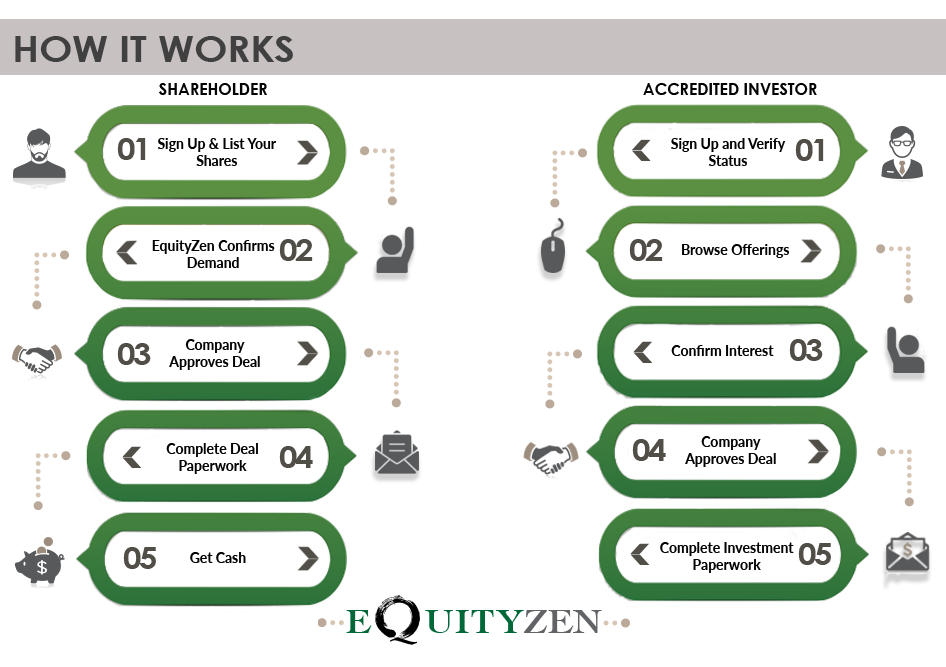 HOW IT WORKS
SHAREHOLDER
01 Sign Up & List Your
Shares
EquityZen Confirms 02
Demand
03 Company
Approves Deal
Complete Deal 04
Paperwork
05 Get Cash
ACCREDITED INVESTOR
Sign Up and Verify 01
Status
02 Browse Offerings
Confirm Interest 03
04 Company
Approves Deal
Complete Investment 05
Paperwork
$
$
EQUITYZEN